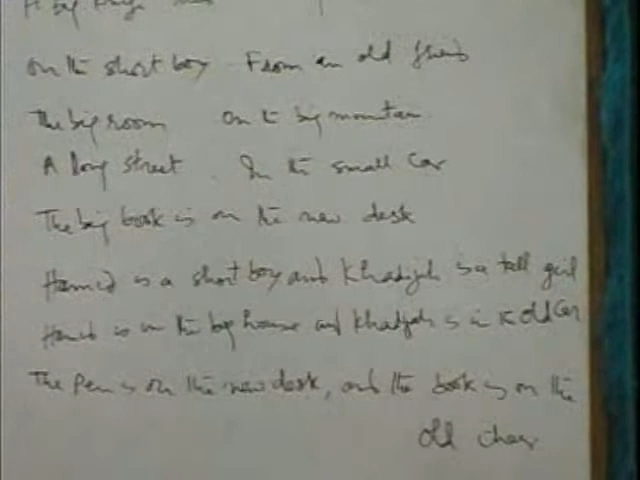 A big
on the short boy From an old friend
The big room On the big mountain
A long street In the small Car
The big book is on the new desk
Hamid is a short boy and Khadijah is a tall girl
Hamid is in the big house and Khadijah is in the old Car
The pen is on the new desk, and the book is on the
old chair